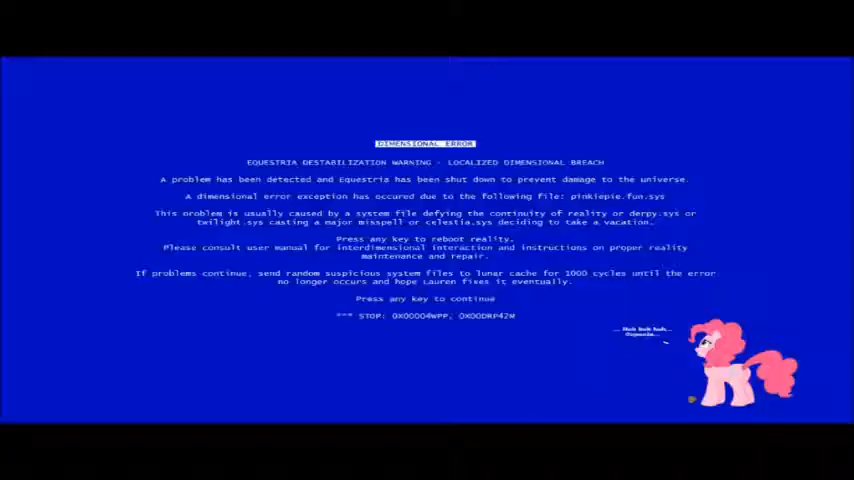 DIMENSIONAL ERROR
EQUESTRIA DESTABILIZATION WARNING - LOCALIZED DIMENSIONAL BREACH
A problem has been detected and Equestria has been shut down to prevent damage to the universe.
A dimensional error exception has occured due to the following file: pinkiepie.fun.sys
This problem is usually caused by a system file defying the continuity of reality or derpy.sys or
twilight.sys casting a major misspell or celestia.sys deciding to take a vacation.
Press any key to reboot reality.
Please consult user manual for interdimensional interaction and instructions on proper reality
maintenance and repair.
If problems continue, send random suspicious system files to lunar cache for 1000 cycles until the error
no longer occurs and hope Lauren fixes it eventually.
Press any key to continue
*** STOP: 0X00004WPP, 0X00DRP42M